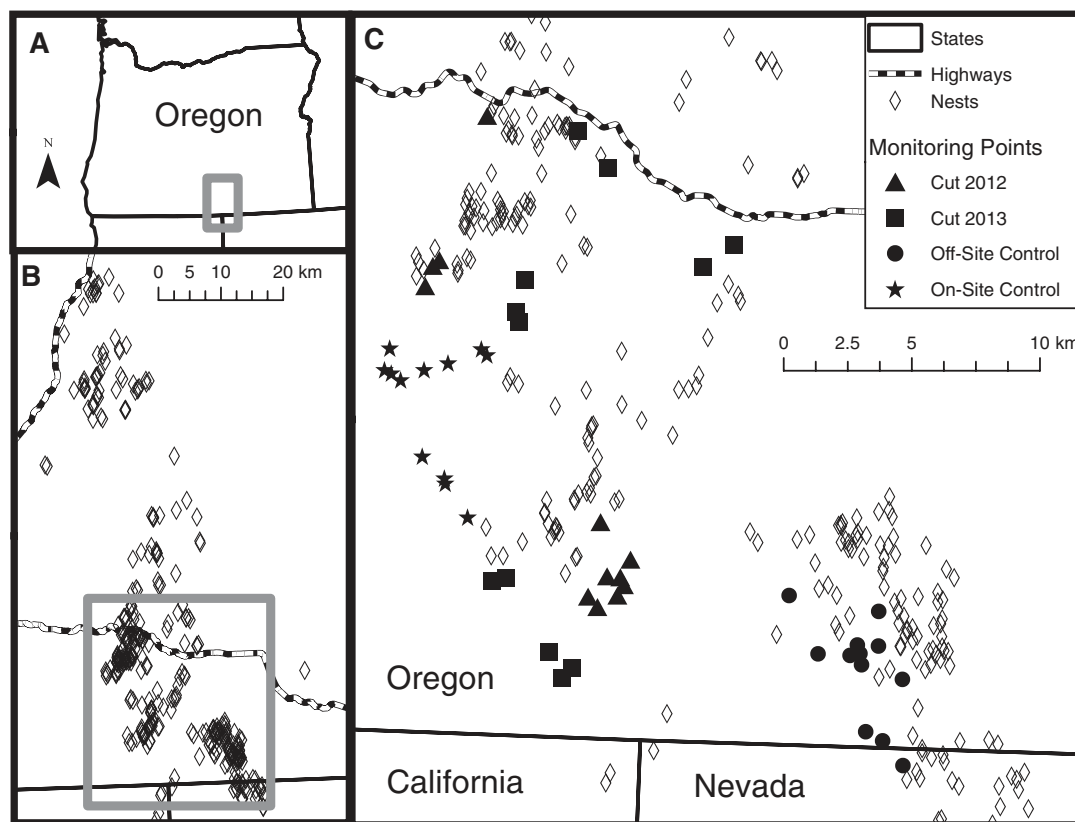 A
Oregon
N
B
0 5 10 20 km
C
States
Highways
Nests
Monitoring Points
Cut 2012
Cut 2013
Off-Site Control
On-Site Control
0 2.5 5 10 km
Oregon
California
Nevada